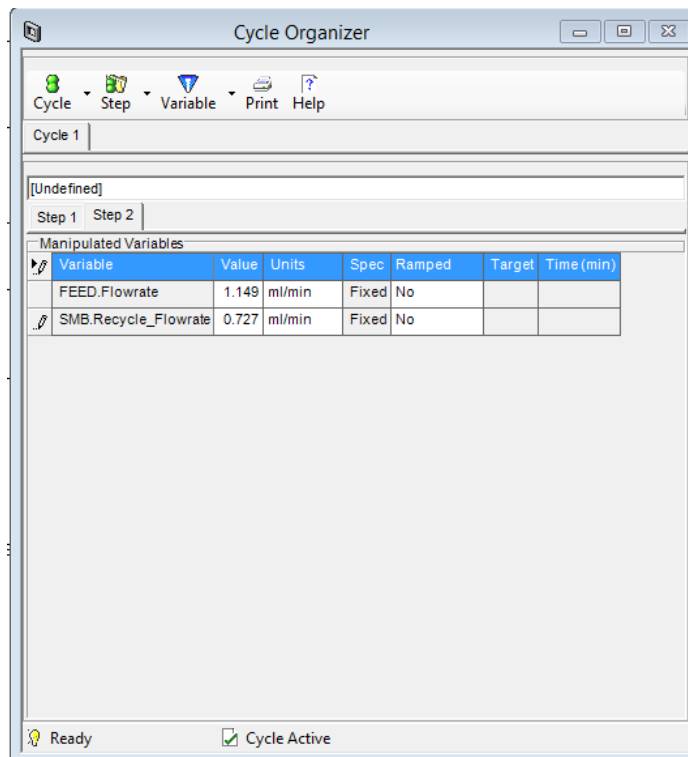 Cycle Organizer
Cycle Step Variable Print Help
Cycle 1
[Undefined]
Step 1 Step 2
Manipulated Variables
Variable Value Units Spec Ramped Target Time (min)
FEED.Flowrate 1.149 ml/min Fixed No
SMB.Recycle_Flowrate 0.727 ml/min Fixed No
Ready Cycle Active